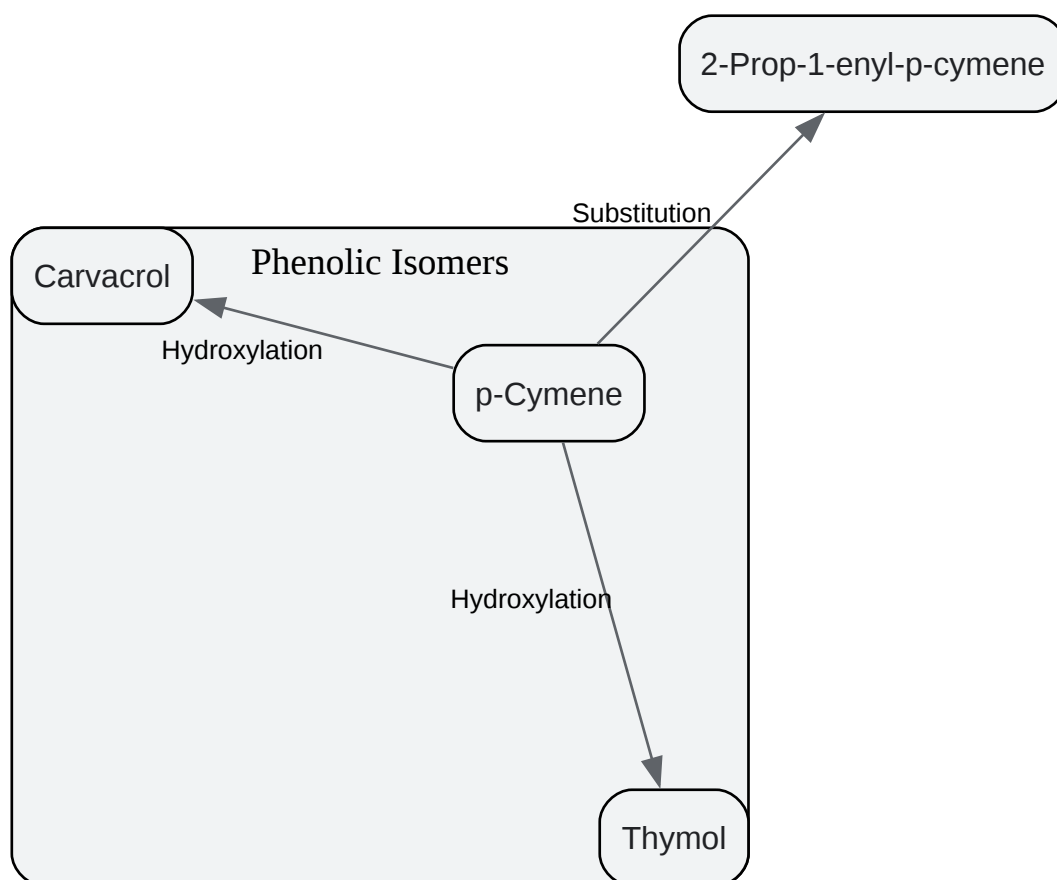 2-Prop-1-enyl-p-cymene
Substitution
Phenolic Isomers
Carvacrol
Hydroxylation
p-Cymene
Hydroxylation
Thymol